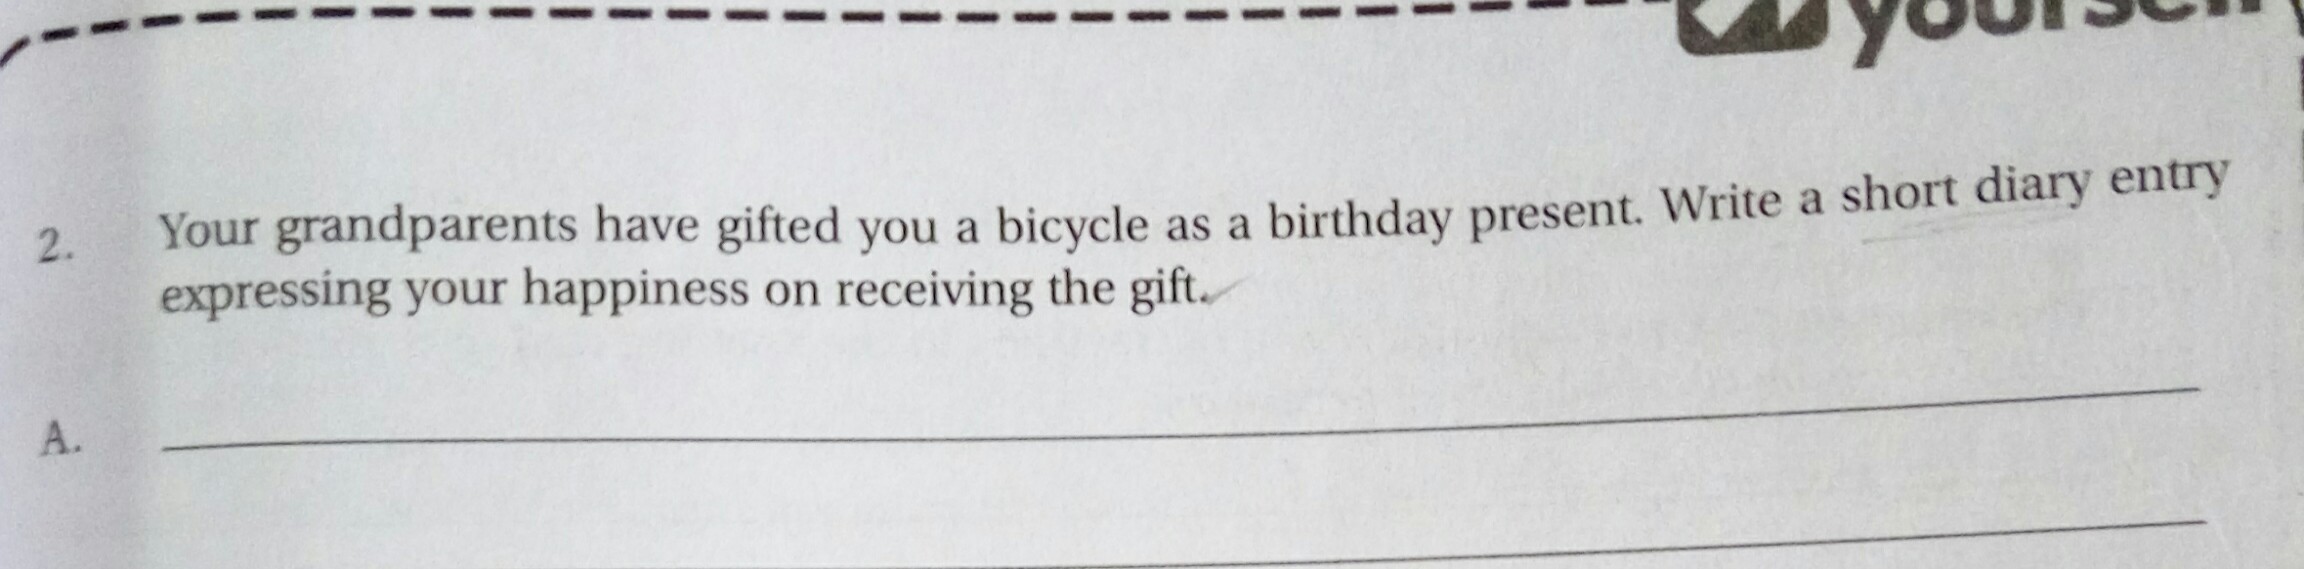 yourself
2. Your grandparents have gifted you a bicycle as a birthday present. Write a short diary entry
expressing your happiness on receiving the gift.
A.